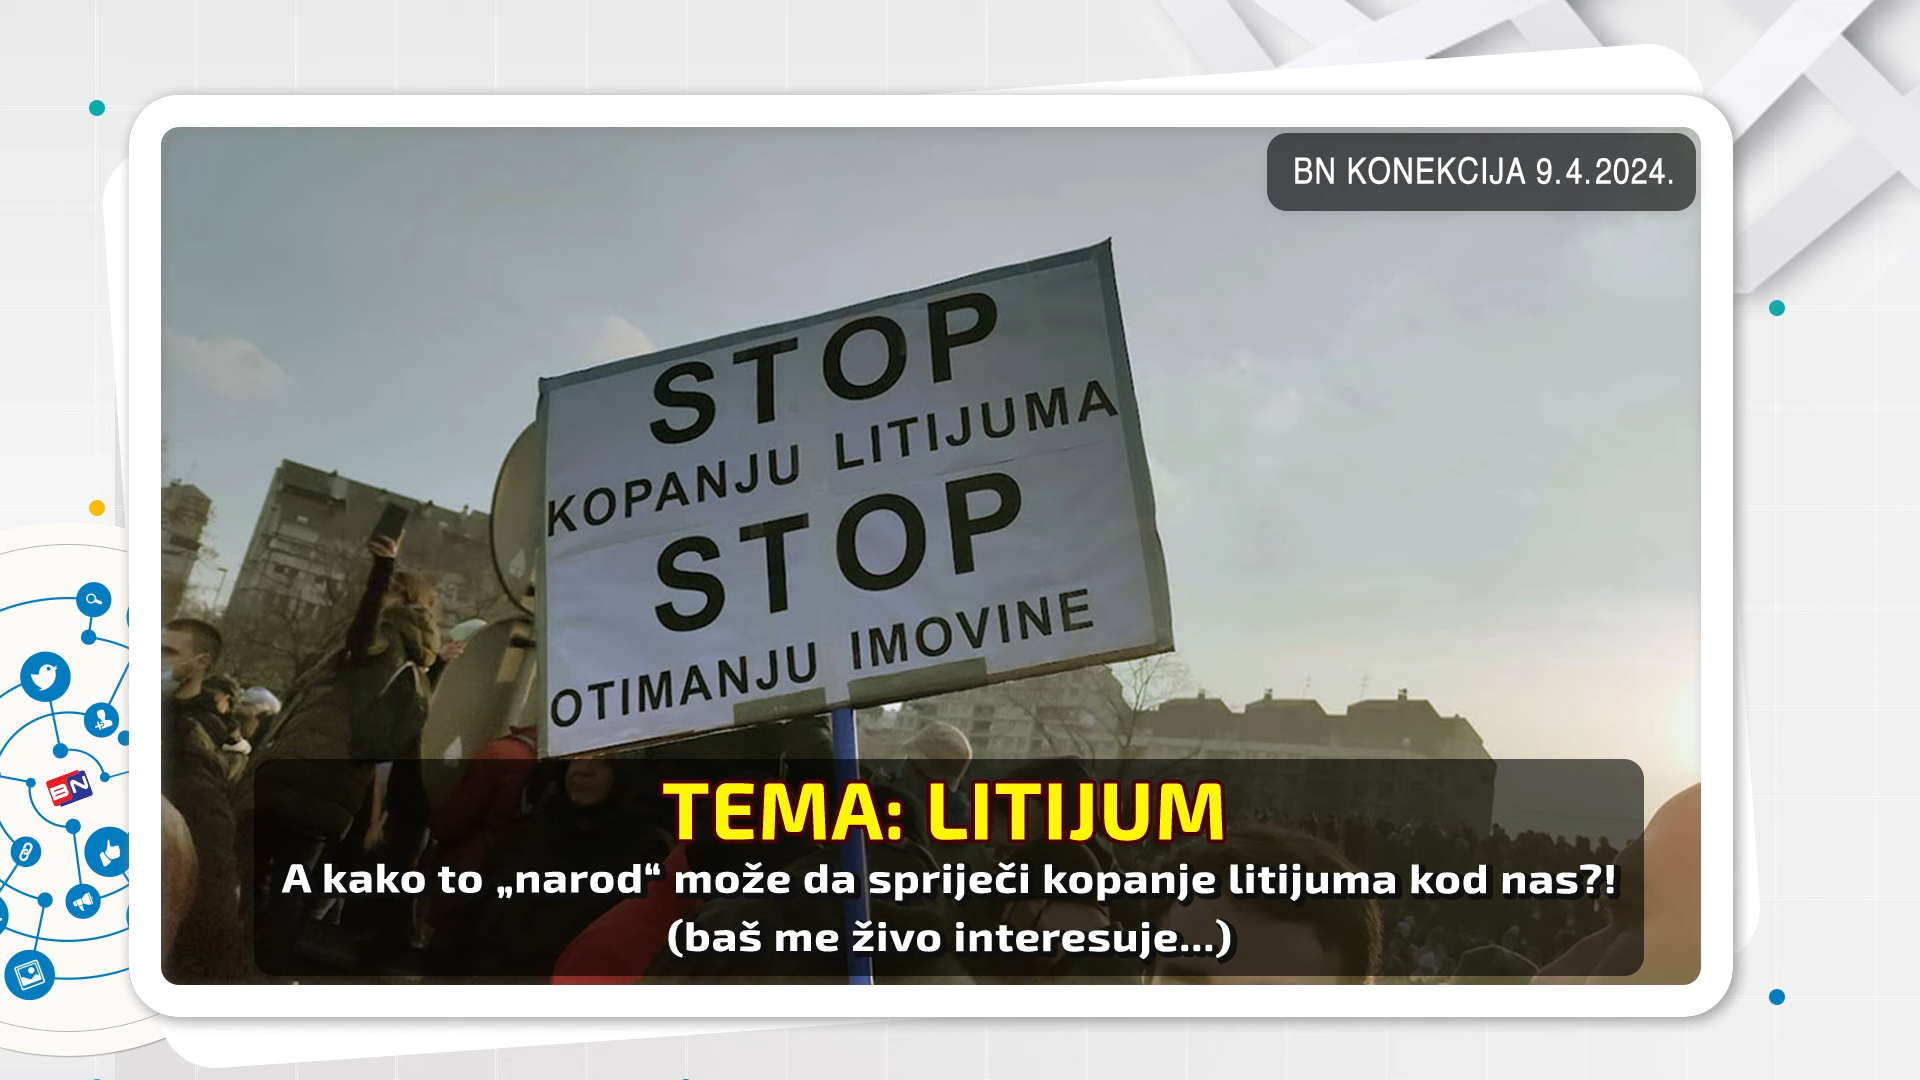 BN KONEKCIJA 9.4.2024.
STOP
KOPANJU LITIJUMA
STOP
OTIMANJU IMOVINE
TEMA: LITIJUM
A kako to „narod“ može da spriječi kopanje litijuma kod nas?!
(baš me živo interesuje...)
BN